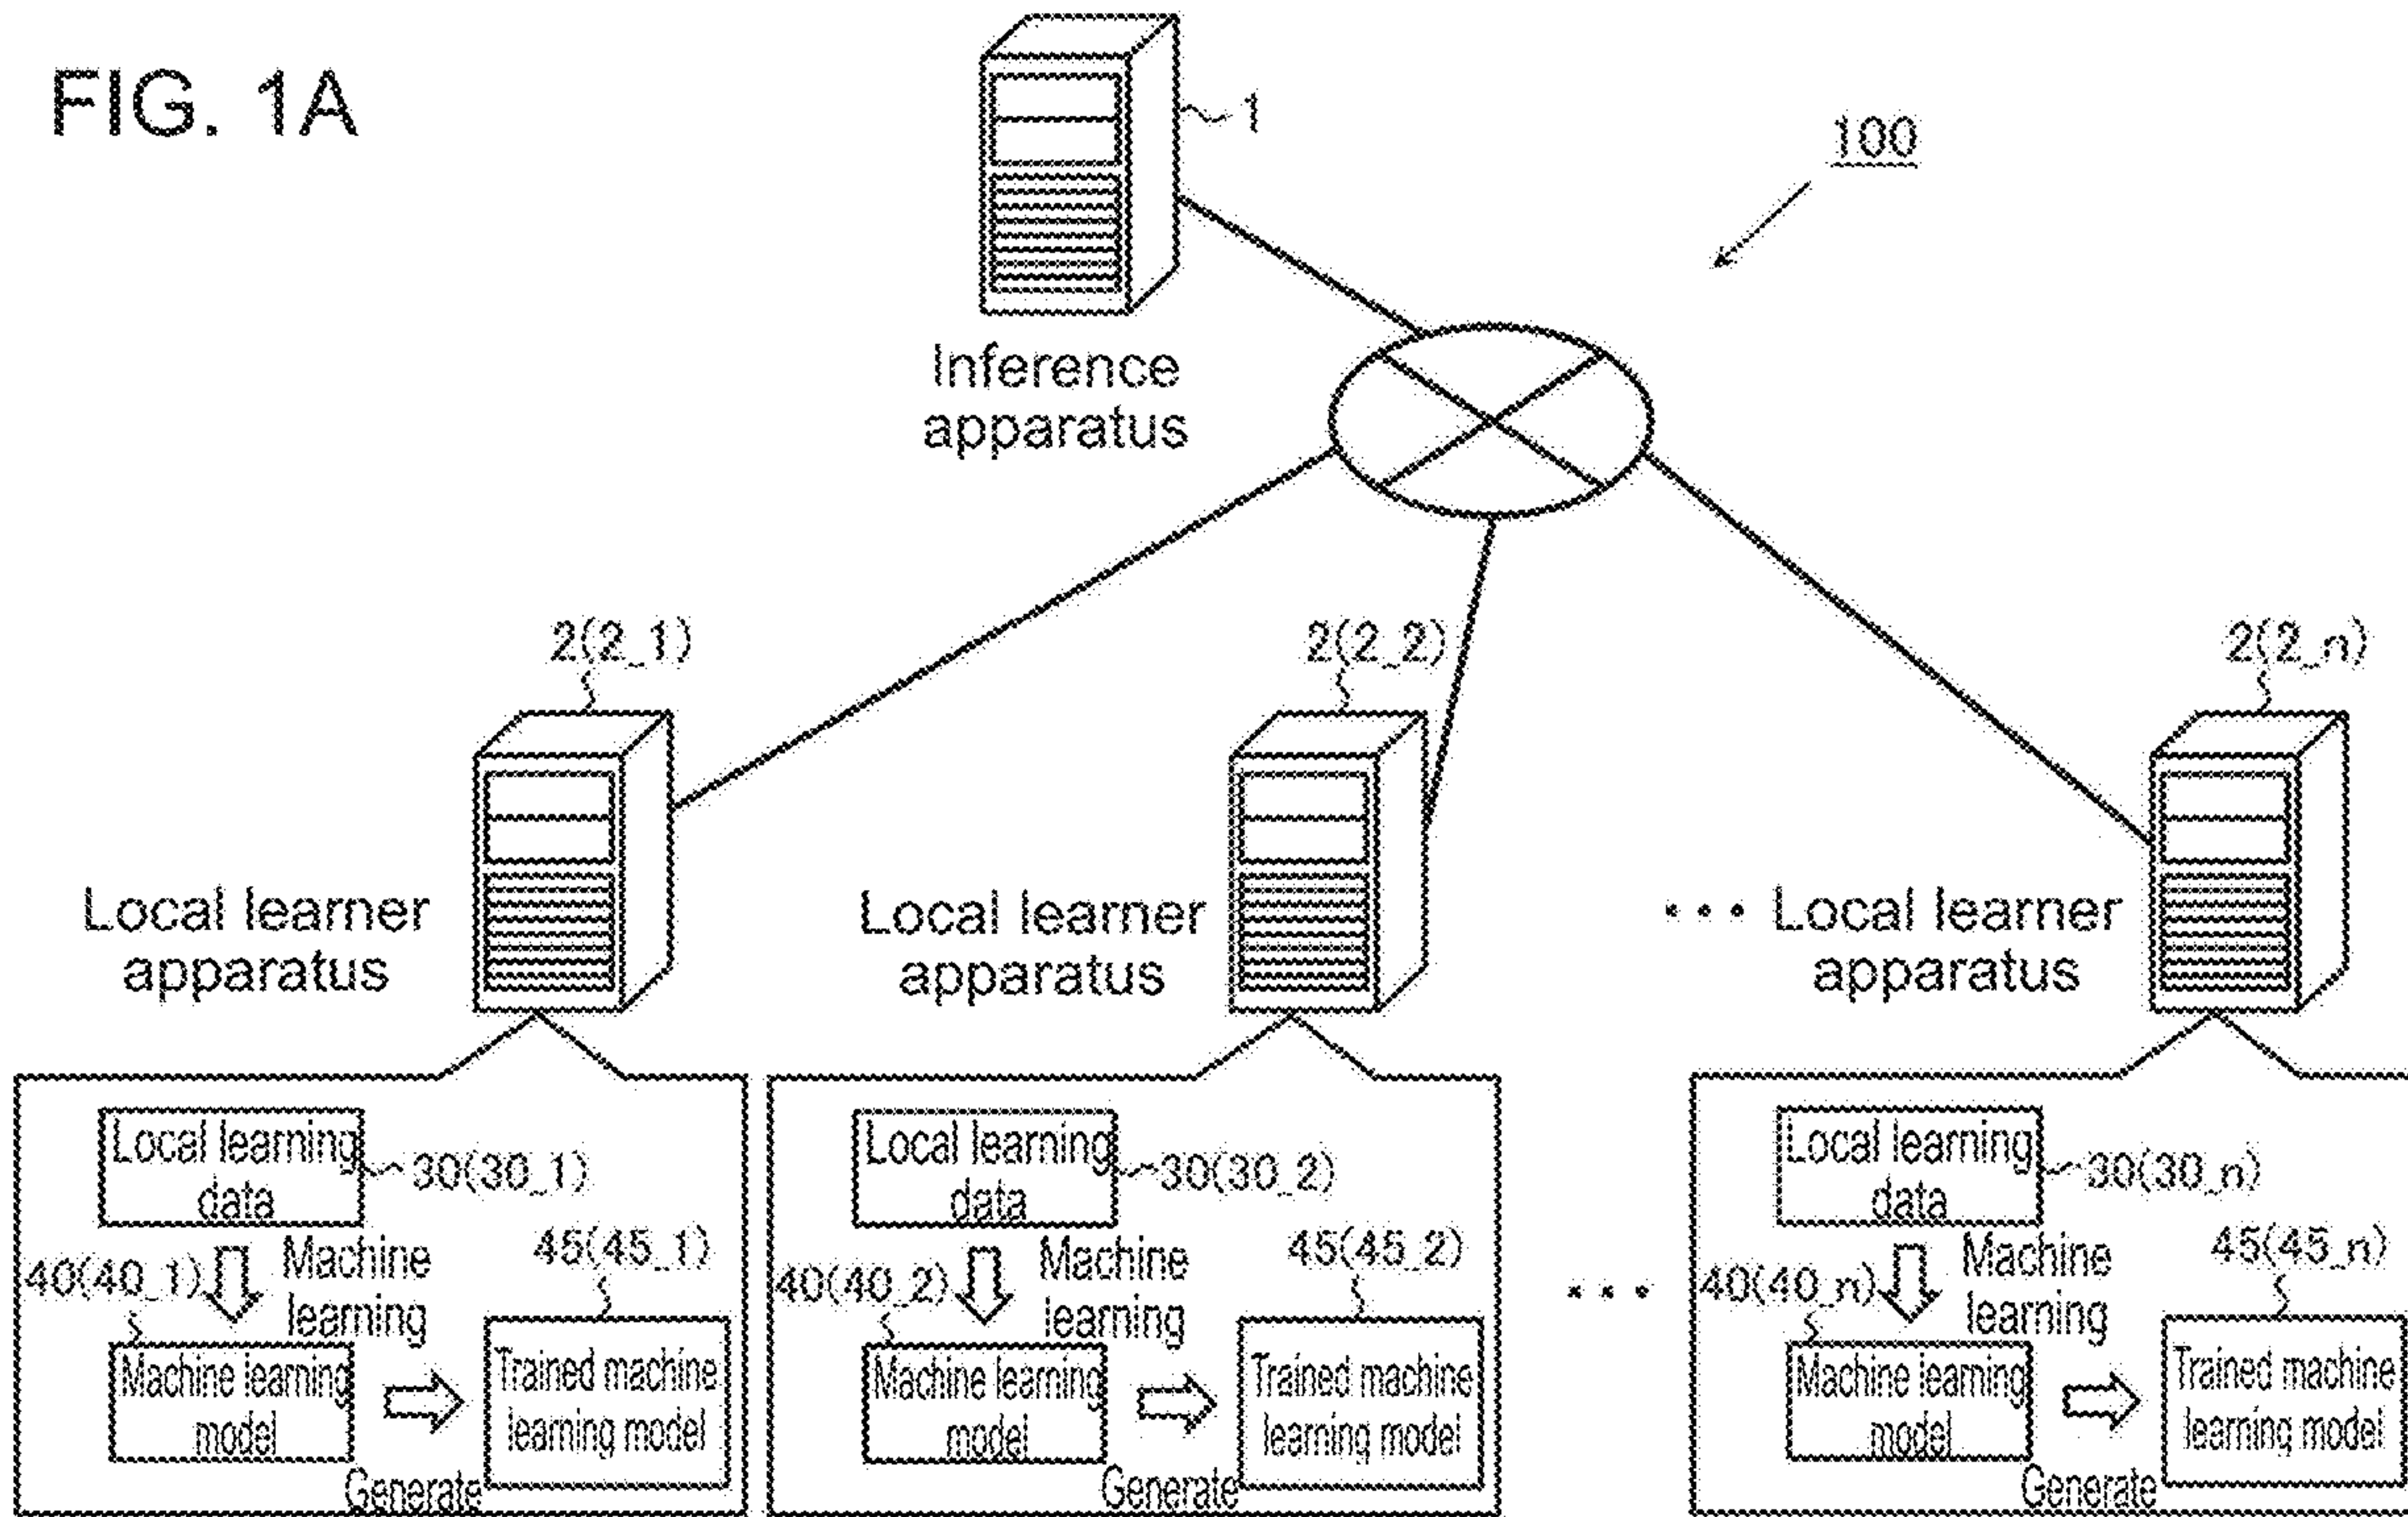 FIG. 1A
1
100
Inference
apparatus
2(2_1)
2(2_2)
2(2_n)
Local learner
apparatus
Local learner
apparatus
••• Local learner
apparatus
Local learning
data
30(30_1)
40(40_1)
Machine
learning
45(45_1)
Machine learning
model
Generate
Trained machine
learning model
Local learning
data
30(30_2)
40(40_2)
Machine
learning
45(45_2)
Machine learning
model
Generate
Trained machine
learning model
•••
Local learning
data
30(30_n)
40(40_n)
Machine
learning
45(45_n)
Machine learning
model
Generate
Trained machine
learning model